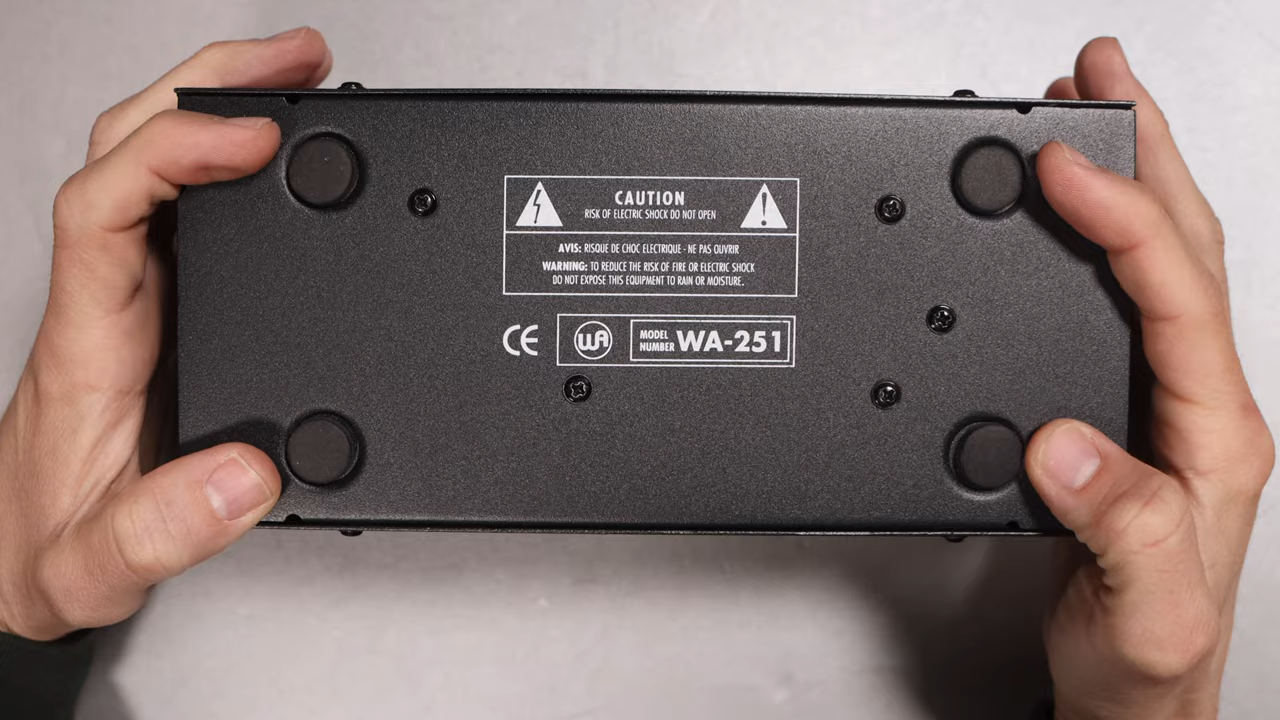 CAUTION
RISK OF ELECTRIC SHOCK DO NOT OPEN
AVIS: RISQUE DE CHOC ELECTRIQUE - NE PAS OUVRIR
WARNING: TO REDUCE THE RISK OF FIRE OR ELECTRIC SHOCK
DO NOT EXPOSE THIS EQUIPMENT TO RAIN OR MOISTURE.
CE
WA
MODEL
NUMBER
WA-251